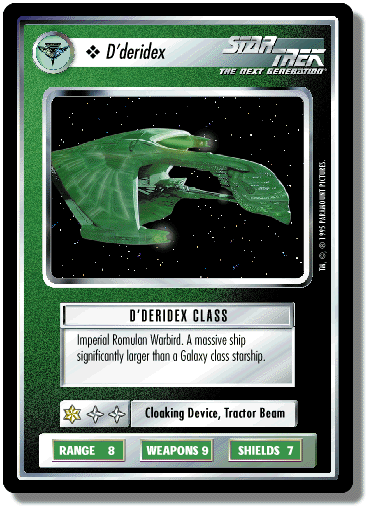 ❖ D'deridex
STAR TREK
THE NEXT GENERATION®
TM, © ® 1995 PARAMOUNT PICTURES.
D'DERIDEX CLASS
Imperial Romulan Warbird. A massive ship
significantly larger than a Galaxy class starship.
Cloaking Device, Tractor Beam
RANGE 8 WEAPONS 9 SHIELDS 7